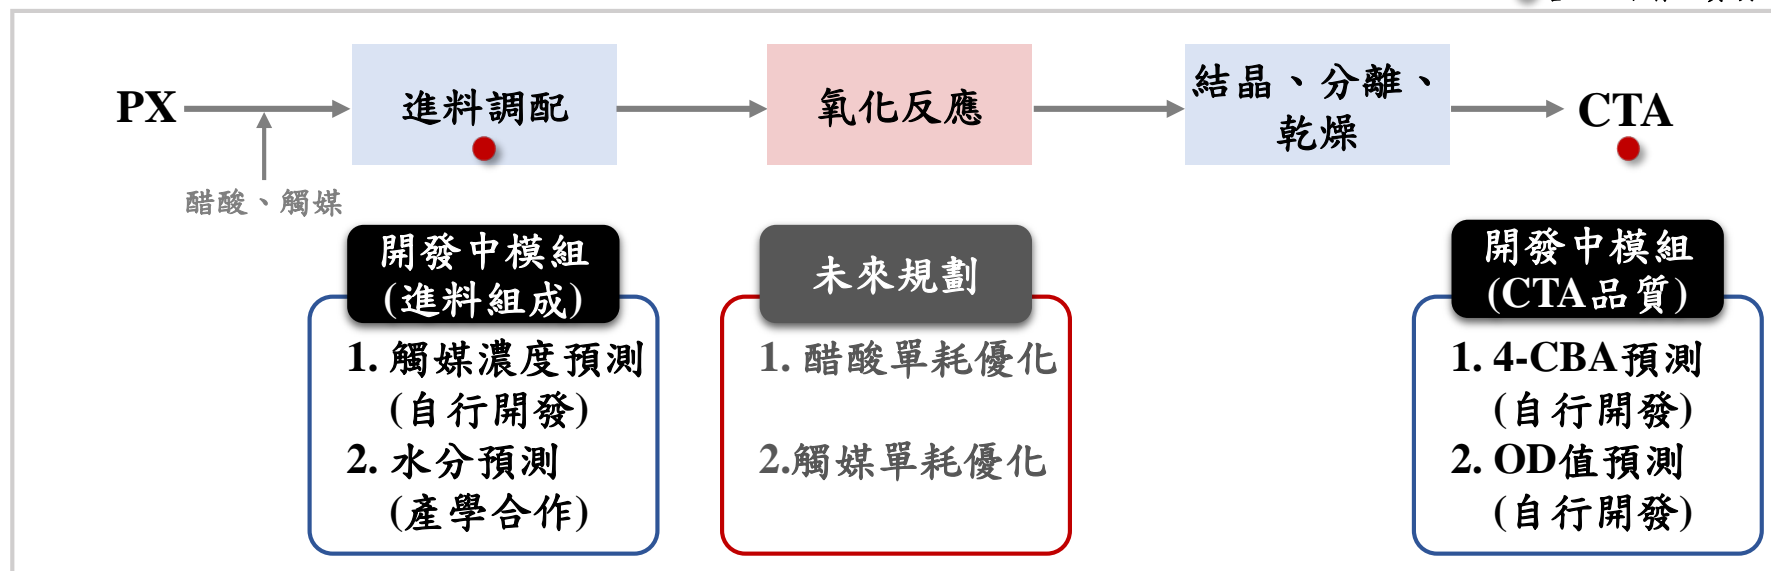 PX
進料調配
氧化反應
結晶、分離、
乾燥
CTA
醋酸、觸媒
開發中模組
(進料組成)
1. 觸媒濃度預測
(自行開發)
2. 水分預測
(產學合作)
未來規劃
1. 醋酸單耗優化
2.觸媒單耗優化
開發中模組
(CTA品質)
1. 4-CBA預測
(自行開發)
2. OD值預測
(自行開發)